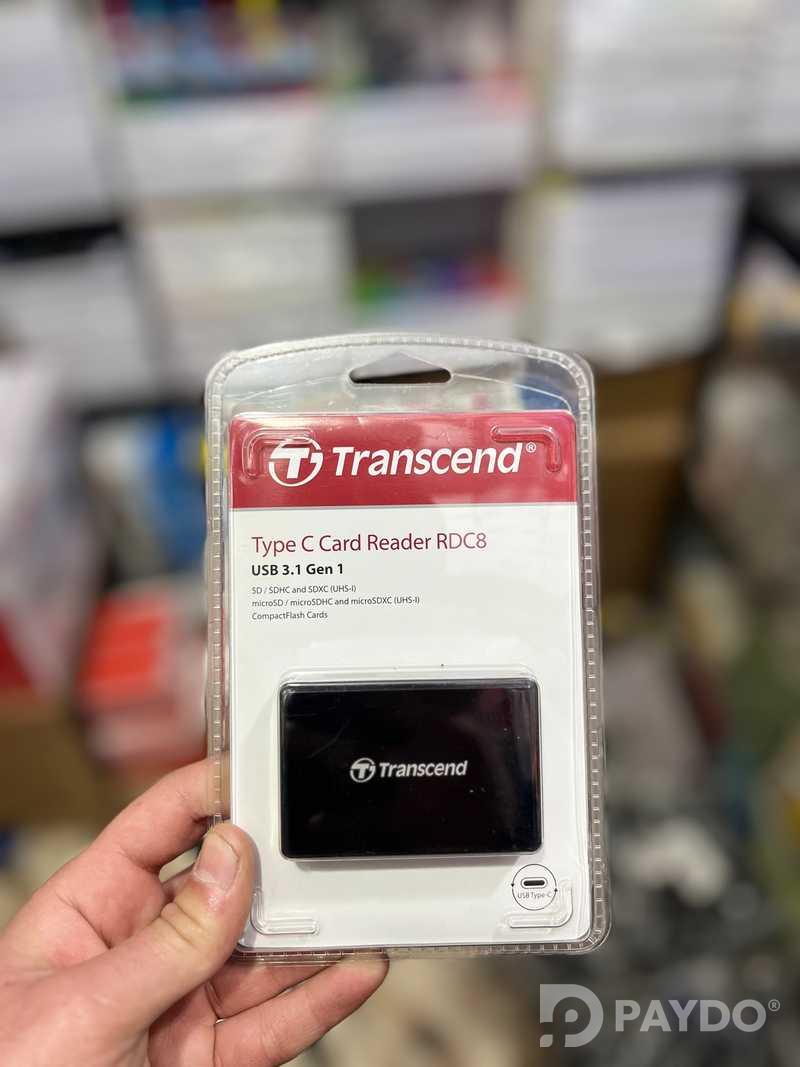 Transcend®
Type C Card Reader RDC8
USB 3.1 Gen 1
SD / SDHC and SDXC (UHS-I)
microSD / microSDHC and microSDXC (UHS-I)
CompactFlash Cards
Transcend
USB Type-C
PAYDO®